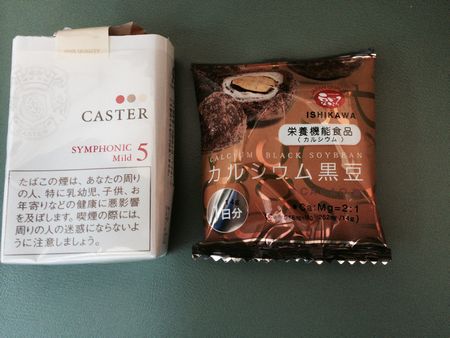 CASTER
SYMPHONIC
Mild 5
たばこの煙は、あなたの周り
の人、特に乳幼児、子供、お
年寄りなどの健康に悪影響
を及ぼします。喫煙の際には、
周りの人の迷惑にならない
ように注意しましょう。
ISHIKAWA
栄養機能食品
(カルシウム)
CALCIUM BLACK SOYBEAN
カルシウム黒豆
1日分
Ca:Mg=2:1